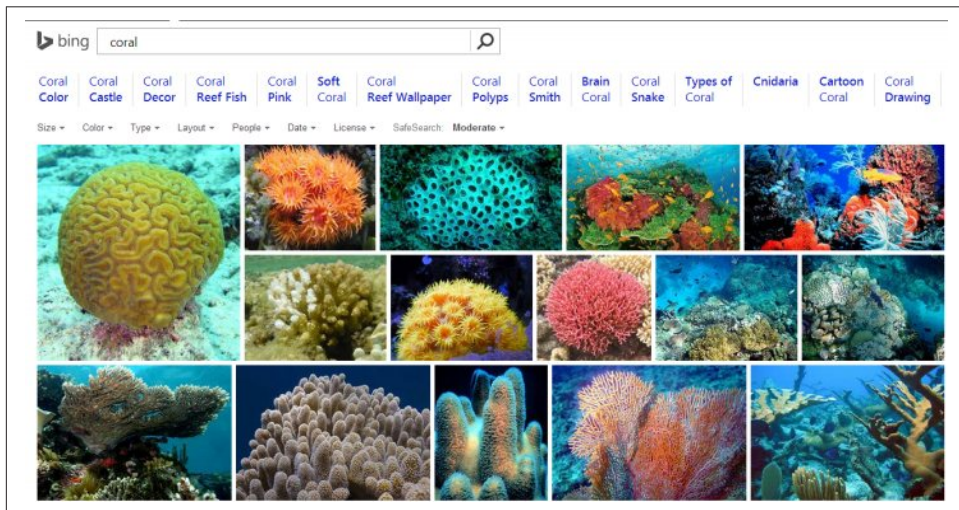 bing coral
Coral Coral Coral Coral Coral Soft Coral Coral Coral Brain Coral Types of Cnidaria Cartoon Coral
Color Castle Decor Reef Fish Pink Coral Reef Wallpaper Polyps Smith Coral Snake Coral Coral Drawing
Size Color Type Layout People Date License SafeSearch: Moderate